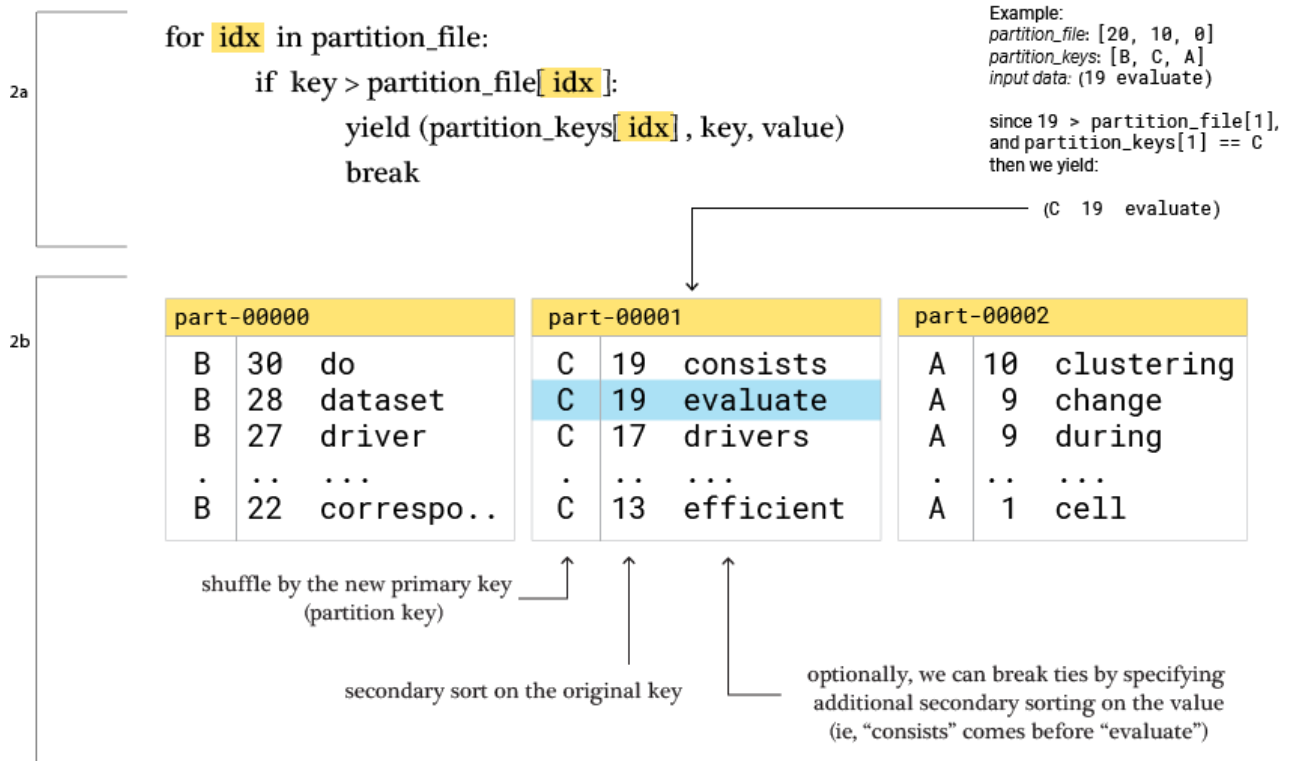 2a
for idx in partition_file:
if key > partition_file[ idx ]:
yield (partition_keys[ idx] , key, value)
break
Example:
partition_file: [20, 10, 0]
partition_keys: [B, C, A]
input data: (19 evaluate)
since 19 > partition_file[1],
and partition_keys[1] == C
then we yield:
(C 19 evaluate)
2b
part-00000
B 30 do
B 28 dataset
B 27 driver
. .. ...
B 22 correspo..
part-00001
C 19 consists
C 19 evaluate
C 17 drivers
. .. ...
C 13 efficient
part-00002
A 10 clustering
A 9 change
A 9 during
. .. ...
A 1 cell
shuffle by the new primary key
(partition key)
secondary sort on the original key
optionally, we can break ties by specifying
additional secondary sorting on the value
(ie, “consists” comes before “evaluate”)